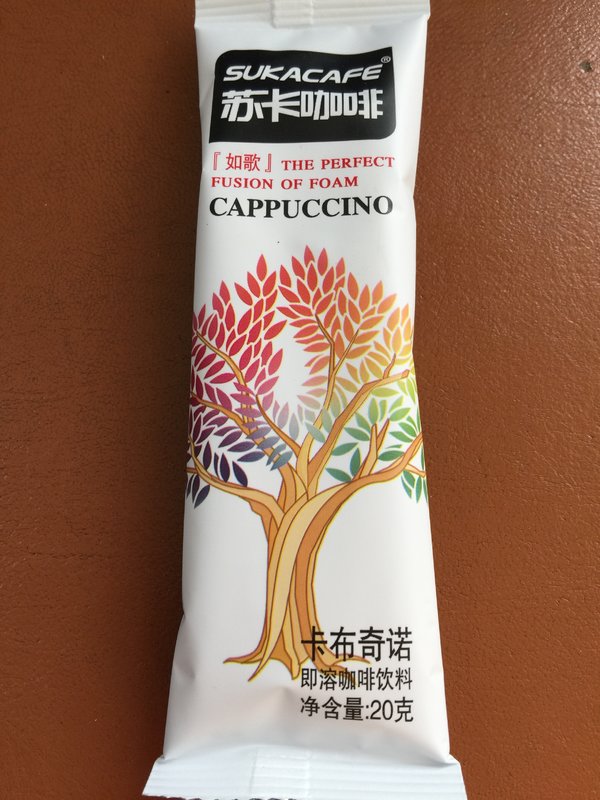 SUKACAFE®
苏卡咖啡
『如歌』THE PERFECT
FUSION OF FOAM
CAPPUCCINO
卡布奇诺
即溶咖啡饮料
净含量:20克